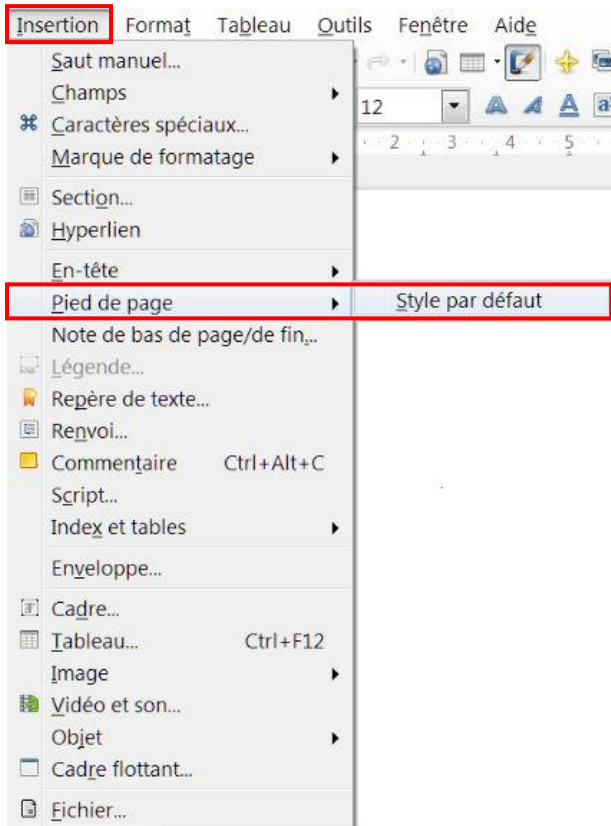 Insertion Format Tableau Outils Fenêtre Aide
Saut manuel...
Champs
12
Caractères spéciaux...
Marque de formatage
2 3 4 5
Section...
Hyperlien
En-tête
Pied de page Style par défaut
Note de bas de page/de fin...
Légende...
Repère de texte...
Renvoi...
Commentaire Ctrl+Alt+C
Script...
Index et tables
Enveloppe...
Cadre...
Tableau... Ctrl+F12
Image
Vidéo et son...
Objet
Cadre flottant...
Fichier...